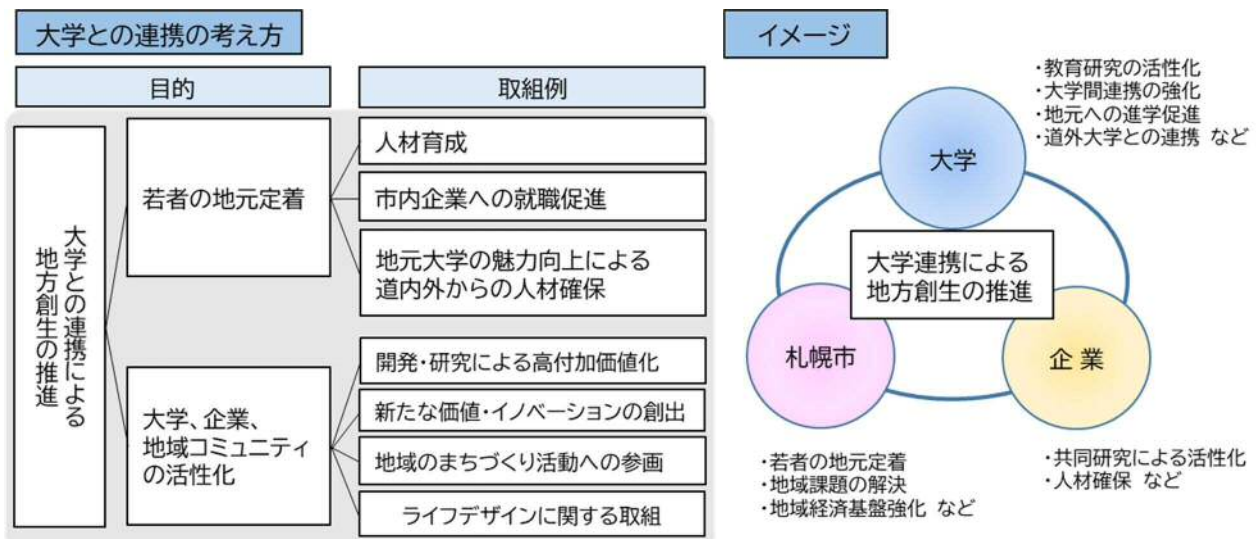 大学との連携の考え方
目的
取組例
大学との連携による
地方創生の推進
若者の地元定着
人材育成
市内企業への就職促進
地元大学の魅力向上による
道内外からの人材確保
大学、企業、
地域コミュニティ
の活性化
開発・研究による高付加価値化
新たな価値・イノベーションの創出
地域のまちづくり活動への参画
ライフデザインに関する取組
イメージ
・教育研究の活性化
・大学間連携の強化
・地元への進学促進
・道外大学との連携 など
大学
大学連携による
地方創生の推進
札幌市
企 業
・若者の地元定着
・地域課題の解決
・地域経済基盤強化 など
・共同研究による活性化
・人材確保 など